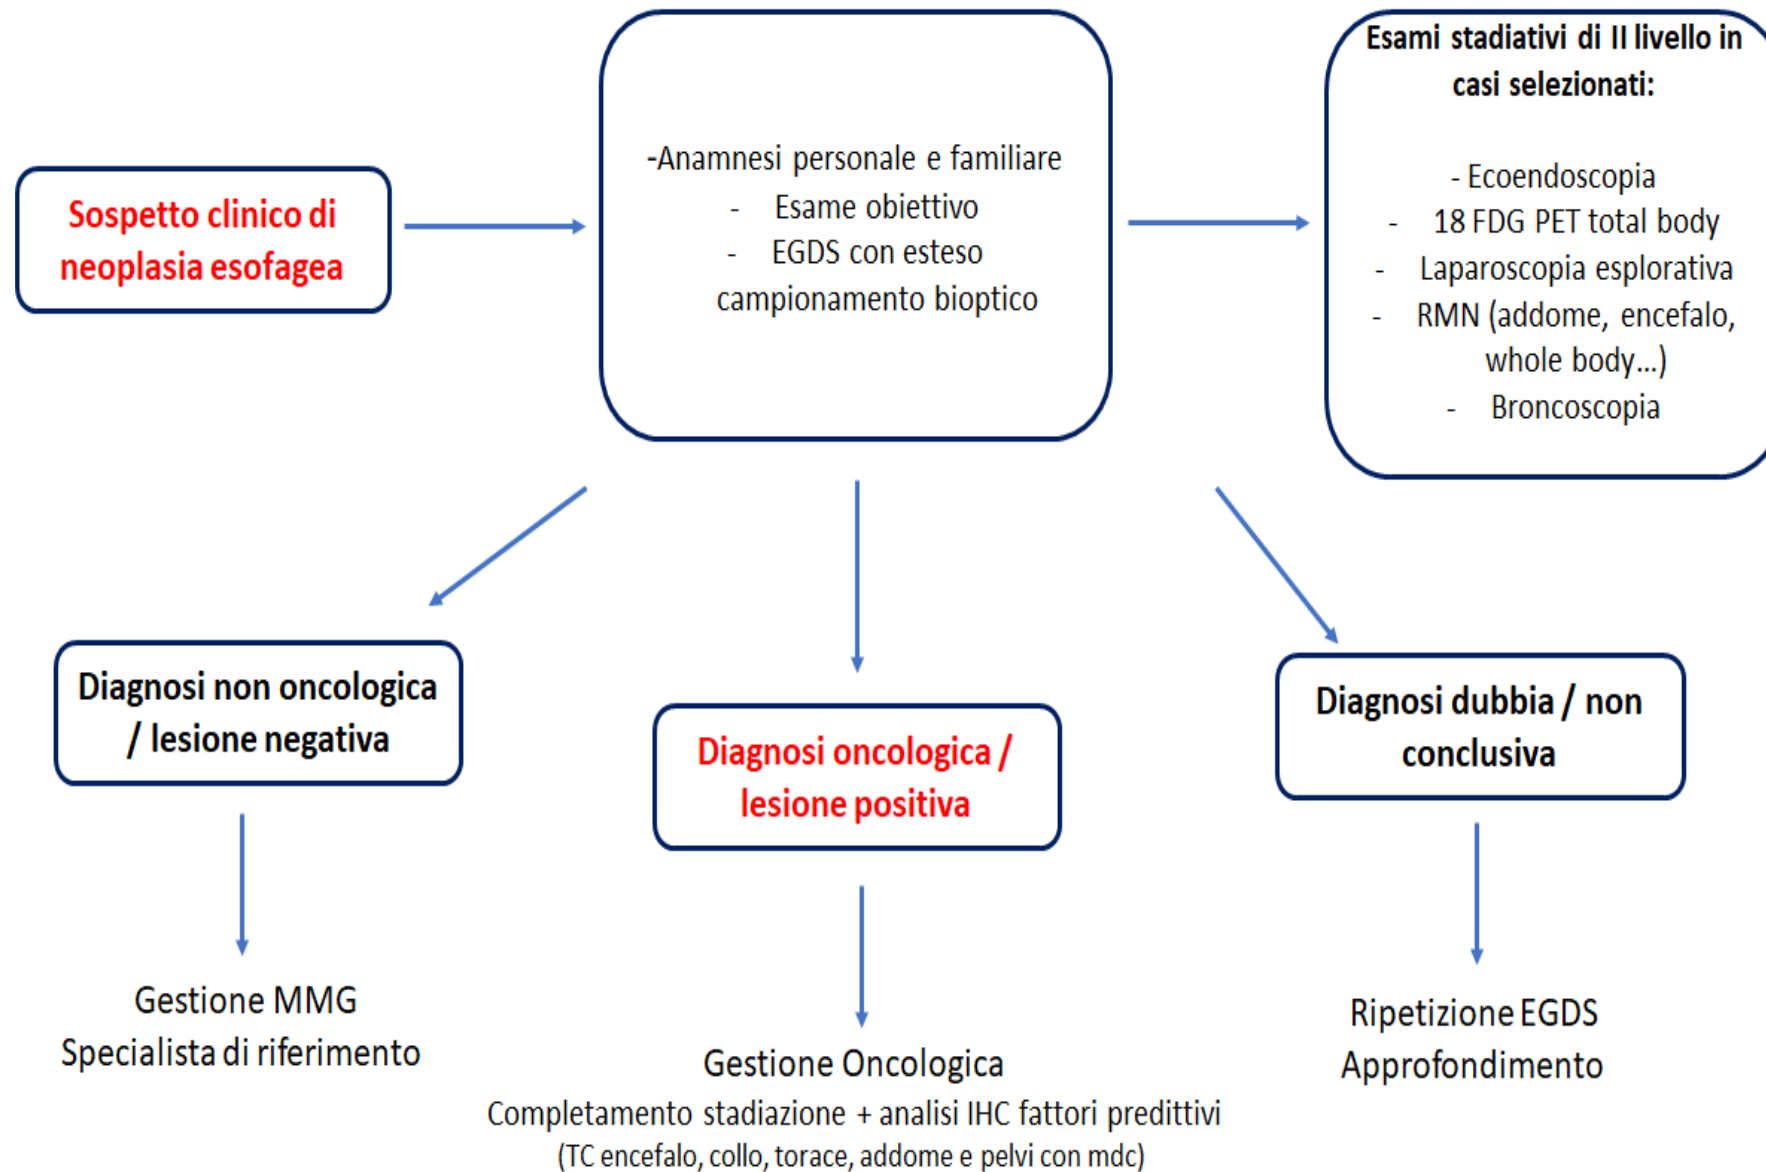 Sospetto clinico di
neoplasia esofagea
-Anamnesi personale e familiare
- Esame obiettivo
- EGDS con esteso
campionamento bioptico
Esami stadiativi di II livello in
casi selezionati:
- Ecoendoscopia
- 18 FDG PET total body
- Laparoscopia esplorativa
- RMN (addome, encefalo,
whole body...)
- Broncoscopia
Diagnosi non oncologica
/ lesione negativa
Diagnosi oncologica /
lesione positiva
Diagnosi dubbia / non
conclusiva
Gestione MMG
Specialista di riferimento
Gestione Oncologica
Completamento stadiazione + analisi IHC fattori predittivi
(TC encefalo, collo, torace, addome e pelvi con mdc)
Ripetizione EGDS
Approfondimento